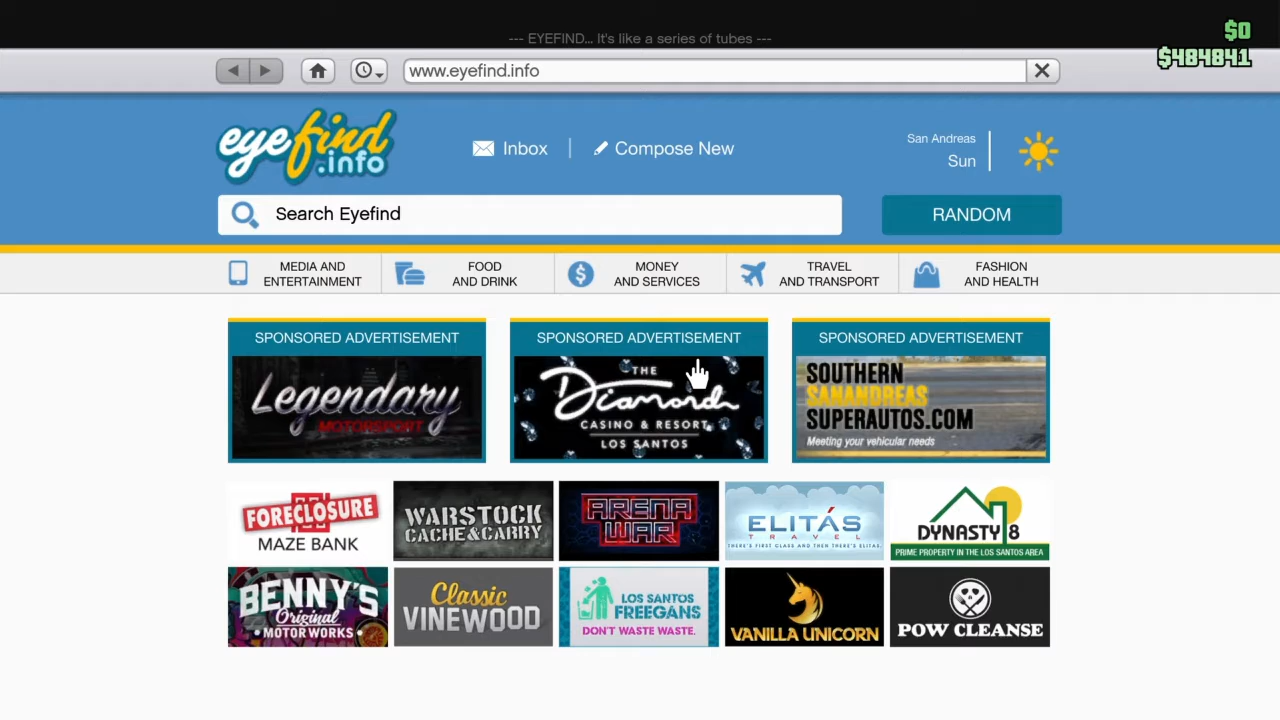 --- EYEFIND... It's like a series of tubes ---
$0
$484841
www.eyefind.info
eyefind
.info
Inbox
Compose New
San Andreas
Sun
Search Eyefind
RANDOM
MEDIA AND
ENTERTAINMENT
FOOD
AND DRINK
MONEY
AND SERVICES
TRAVEL
AND TRANSPORT
FASHION
AND HEALTH
SPONSORED ADVERTISEMENT
Legendary
MOTORSPORT
SPONSORED ADVERTISEMENT
THE
Diamond
CASINO & RESORT
LOS SANTOS
SPONSORED ADVERTISEMENT
SOUTHERN
SANANDREAS
SUPERAUTOS.COM
Meeting your vehicular needs
FORECLOSURE
MAZE BANK
WARSTOCK
CACHE&CARRY
ARENA
WAR
ELITÁS
TRAVEL
THERE'S FIRST CLASS AND THEN THERE'S ELITAS.
DYNASTY 8
PRIME PROPERTY IN THE LOS SANTOS AREA
BENNY'S
Original
MOTOR WORKS
Classic
VINEWOOD
LOS SANTOS
FREEGANS
DON'T WASTE WASTE.
VANILLA UNICORN
POW CLEANSE